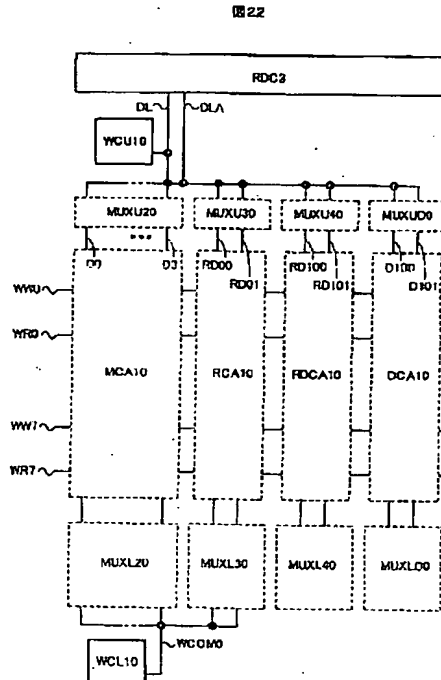 図22
RDC3
DL DLA
WCU10
MUXU20 MUXU30 MUXU40 MUXUD0
D0 D3 RD00 RD01 RD100 RD101 D100 D101
WW0
WR0
MCA10 RCA10 RDCA10 DCA10
WW7
WR7
MUXL20 MUXL30 MUXL40 MUXLD0
WCOM0
WCL10